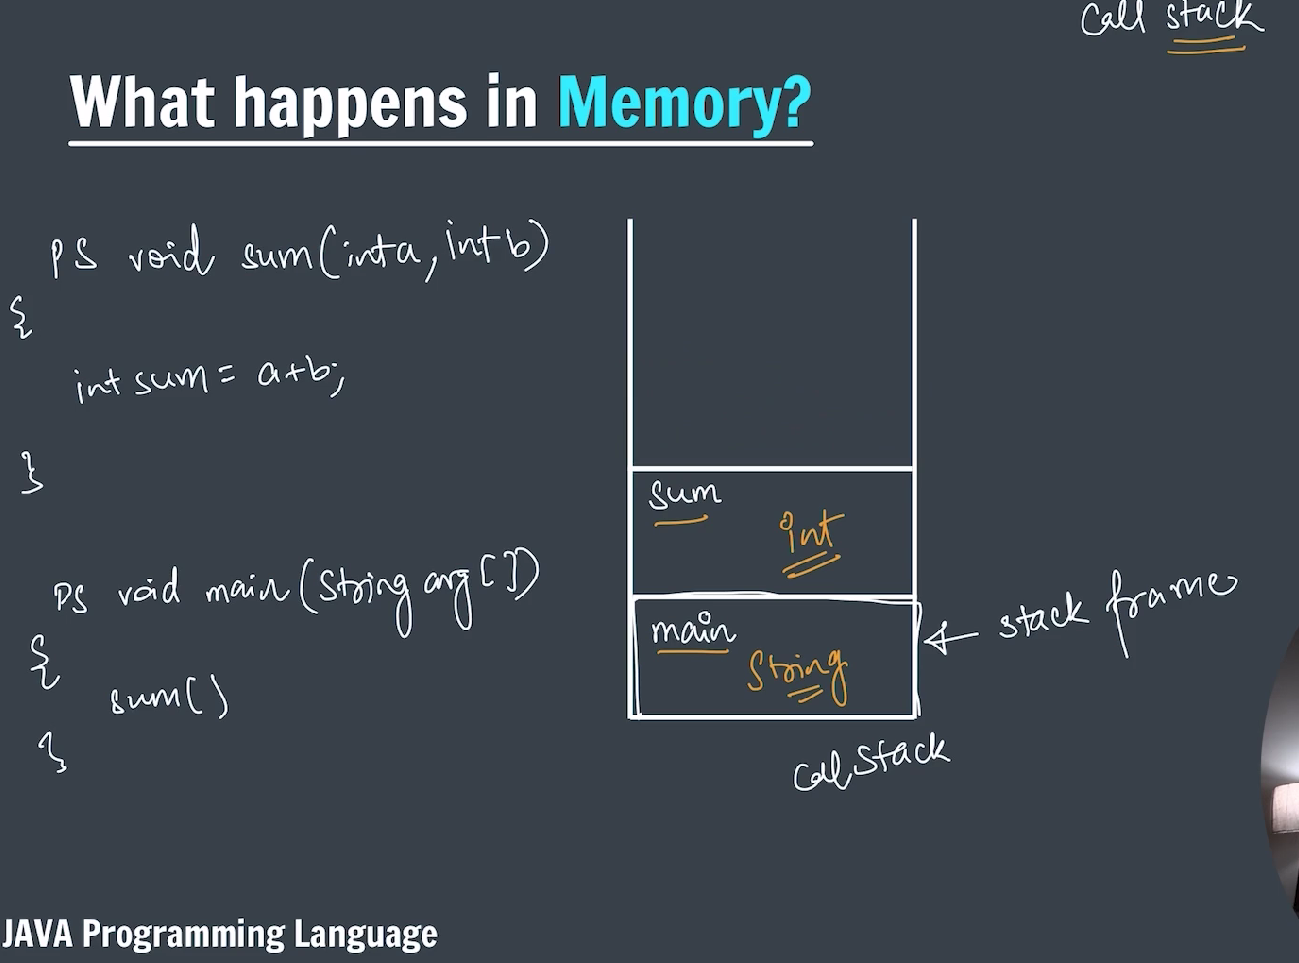 Call stack
What happens in Memory?
PS void sum(int a, int b)
{
int sum = a+b;
}
PS void main(String arg[])
{
sum()
}
sum
int
main
String
stack frame
Call Stack
JAVA Programming Language